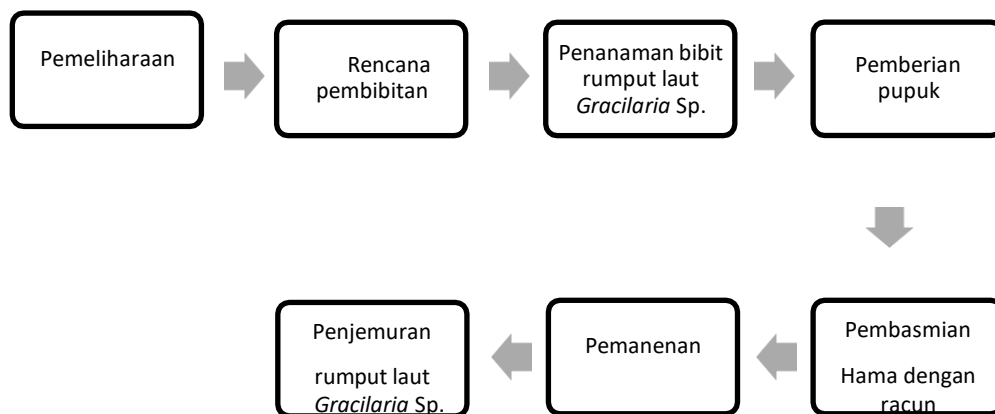 Pemeliharaan
Rencana
pembibitan
Penanaman bibit
rumput laut
Gracilaria Sp.
Pemberian
pupuk
Pembasmian
Hama dengan
racun
Pemanenan
Penjemuran
rumput laut
Gracilaria Sp.